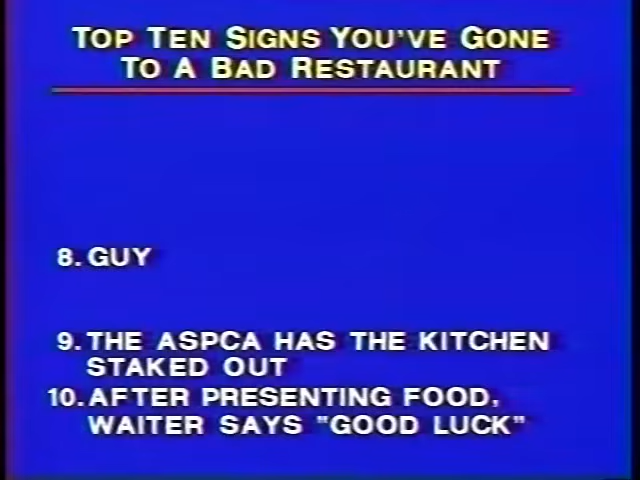 TOP TEN SIGNS YOU'VE GONE
TO A BAD RESTAURANT
8. GUY
9. THE ASPCA HAS THE KITCHEN
STAKED OUT
10. AFTER PRESENTING FOOD,
WAITER SAYS "GOOD LUCK"